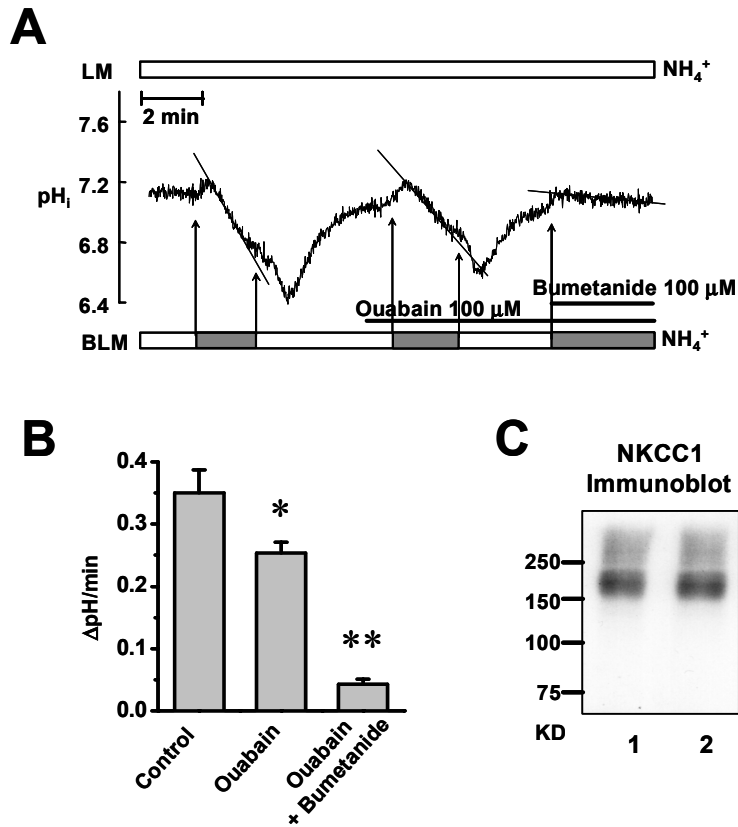 A
LM
NH₄⁺
2 min
7.6
7.2
pHᵢ
6.8
6.4
Bumetanide 100 μM
Ouabain 100 μM
BLM
NH₄⁺
B
0.4
0.3
0.2
0.1
0.0
ΔpH/min
*
**
Control
Ouabain
Ouabain
+ Bumetanide
C
NKCC1
Immunoblot
250
150
100
75
KD
1 2